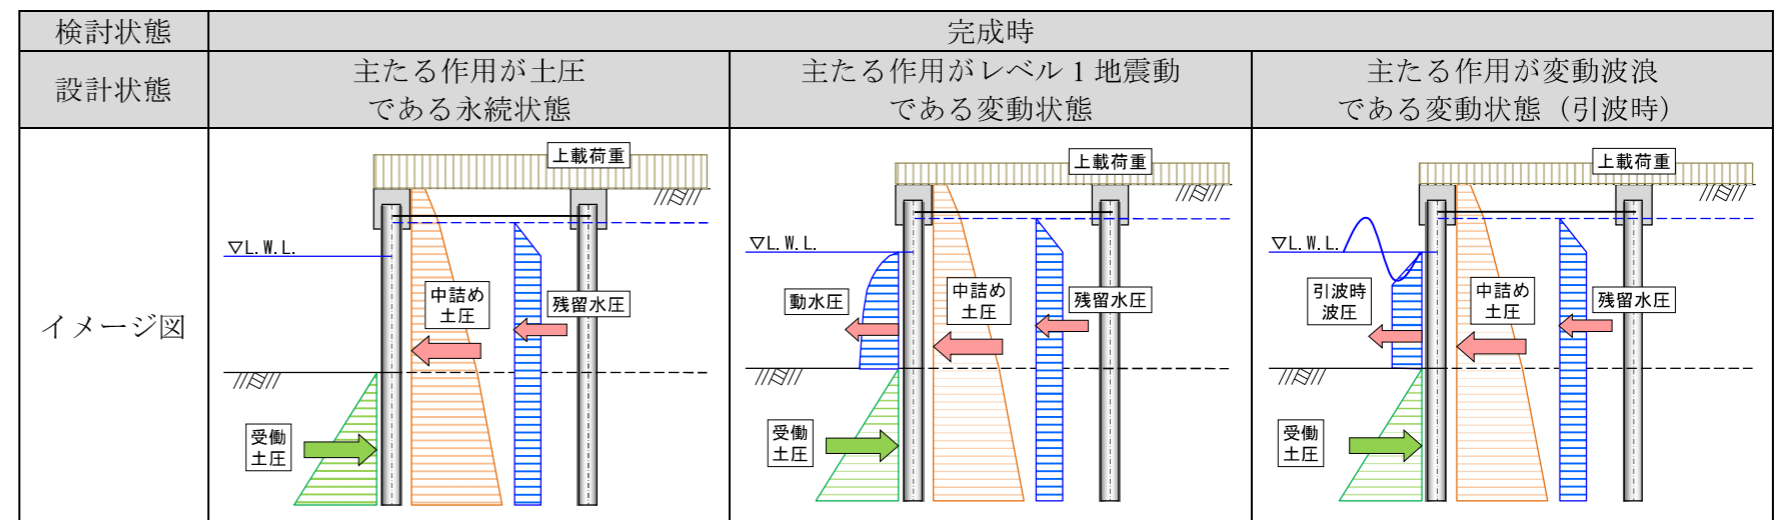 検討状態
完成時
設計状態
主たる作用が土圧
である永続状態
主たる作用がレベル1地震動
である変動状態
主たる作用が変動波浪
である変動状態（引波時）
イメージ図
上載荷重
▽L.W.L.
中詰め
土圧
残留水圧
受働
土圧
上載荷重
▽L.W.L.
動水圧
中詰め
土圧
残留水圧
受働
土圧
上載荷重
▽L.W.L.
引波時
波圧
中詰め
土圧
残留水圧
受働
土圧